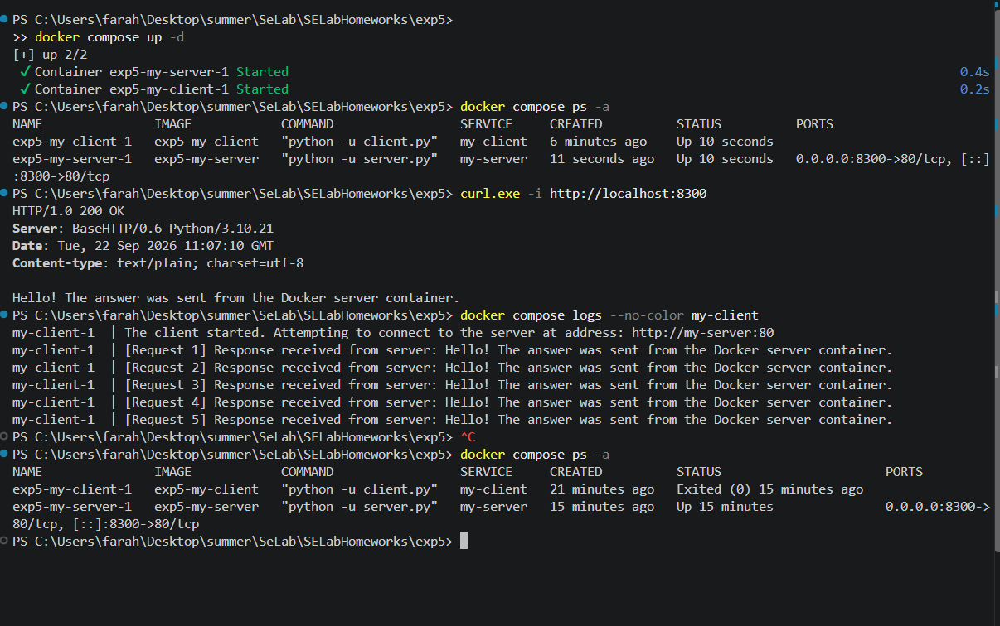 PS C:\Users\farah\Desktop\summer\SeLab\SELabHomeworks\exp5>
>> docker compose up -d
[+] up 2/2
✓ Container exp5-my-server-1 Started 0.4s
✓ Container exp5-my-client-1 Started 0.2s
PS C:\Users\farah\Desktop\summer\SeLab\SELabHomeworks\exp5> docker compose ps -a
NAME IMAGE COMMAND SERVICE CREATED STATUS PORTS
exp5-my-client-1 exp5-my-client "python -u client.py" my-client 6 minutes ago Up 10 seconds
exp5-my-server-1 exp5-my-server "python -u server.py" my-server 11 seconds ago Up 10 seconds 0.0.0.0:8300->80/tcp, [::]
:8300->80/tcp
PS C:\Users\farah\Desktop\summer\SeLab\SELabHomeworks\exp5> curl.exe -i http://localhost:8300
HTTP/1.0 200 OK
Server: BaseHTTP/0.6 Python/3.10.21
Date: Tue, 22 Sep 2026 11:07:10 GMT
Content-type: text/plain; charset=utf-8
Hello! The answer was sent from the Docker server container.
PS C:\Users\farah\Desktop\summer\SeLab\SELabHomeworks\exp5> docker compose logs --no-color my-client
my-client-1 | The client started. Attempting to connect to the server at address: http://my-server:80
my-client-1 | [Request 1] Response received from server: Hello! The answer was sent from the Docker server container.
my-client-1 | [Request 2] Response received from server: Hello! The answer was sent from the Docker server container.
my-client-1 | [Request 3] Response received from server: Hello! The answer was sent from the Docker server container.
my-client-1 | [Request 4] Response received from server: Hello! The answer was sent from the Docker server container.
my-client-1 | [Request 5] Response received from server: Hello! The answer was sent from the Docker server container.
PS C:\Users\farah\Desktop\summer\SeLab\SELabHomeworks\exp5> ^C
PS C:\Users\farah\Desktop\summer\SeLab\SELabHomeworks\exp5> docker compose ps -a
NAME IMAGE COMMAND SERVICE CREATED STATUS PORTS
exp5-my-client-1 exp5-my-client "python -u client.py" my-client 21 minutes ago Exited (0) 15 minutes ago
exp5-my-server-1 exp5-my-server "python -u server.py" my-server 15 minutes ago Up 15 minutes 0.0.0.0:8300->
80/tcp, [::]:8300->80/tcp
PS C:\Users\farah\Desktop\summer\SeLab\SELabHomeworks\exp5>